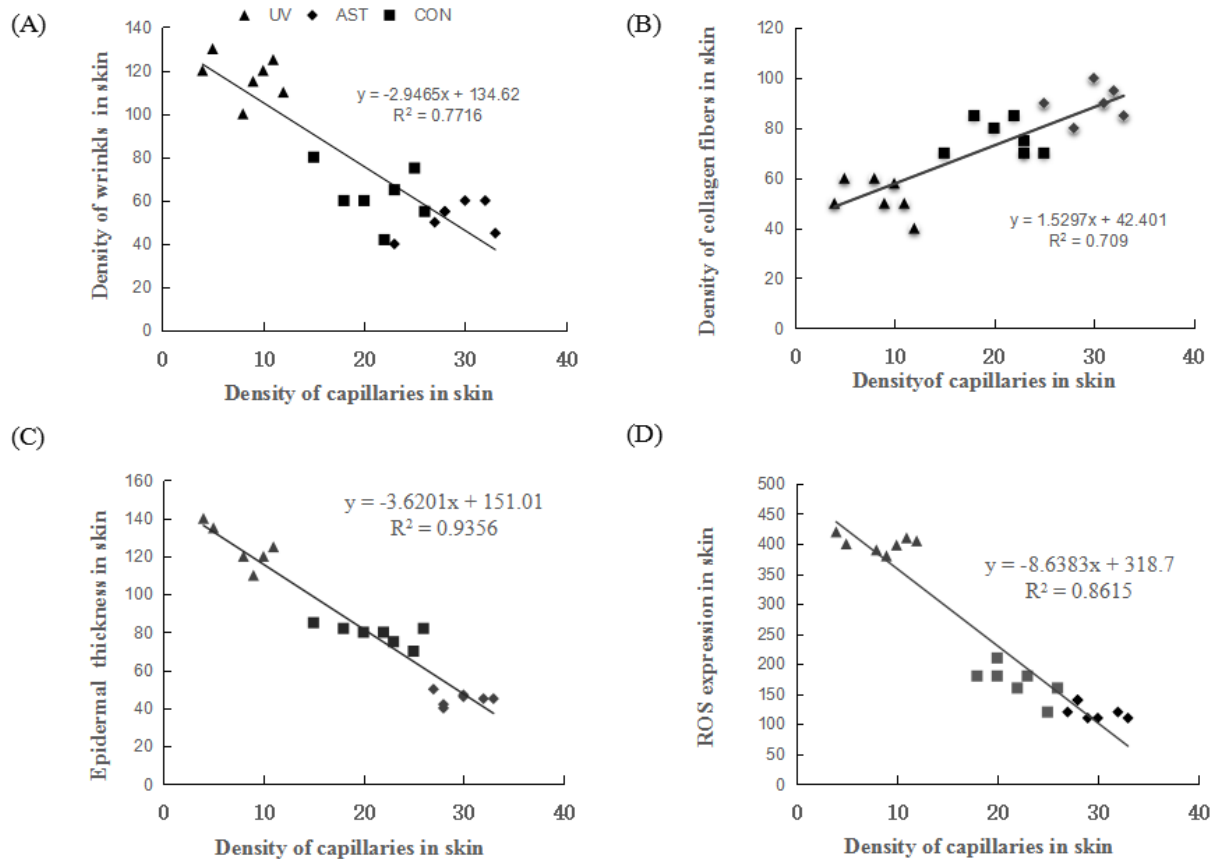 (A)
▲ UV ◆ AST ■ CON
Density of wrinkls in skin
140
120
100
80
60
40
20
0
y = -2.9465x + 134.62
R² = 0.7716
0 10 20 30 40
Density of capillaries in skin
(B)
Density of collagen fibers in skin
120
100
80
60
40
20
0
y = 1.5297x + 42.401
R² = 0.709
0 10 20 30 40
Densityof capillaries in skin
(C)
Epidermal thickness in skin
160
140
120
100
80
60
40
20
0
y = -3.6201x + 151.01
R² = 0.9356
0 10 20 30 40
Density of capillaries in skin
(D)
ROS expression in skin
500
450
400
350
300
250
200
150
100
50
0
y = -8.6383x + 318.7
R² = 0.8615
0 10 20 30 40
Density of capillaries in skin